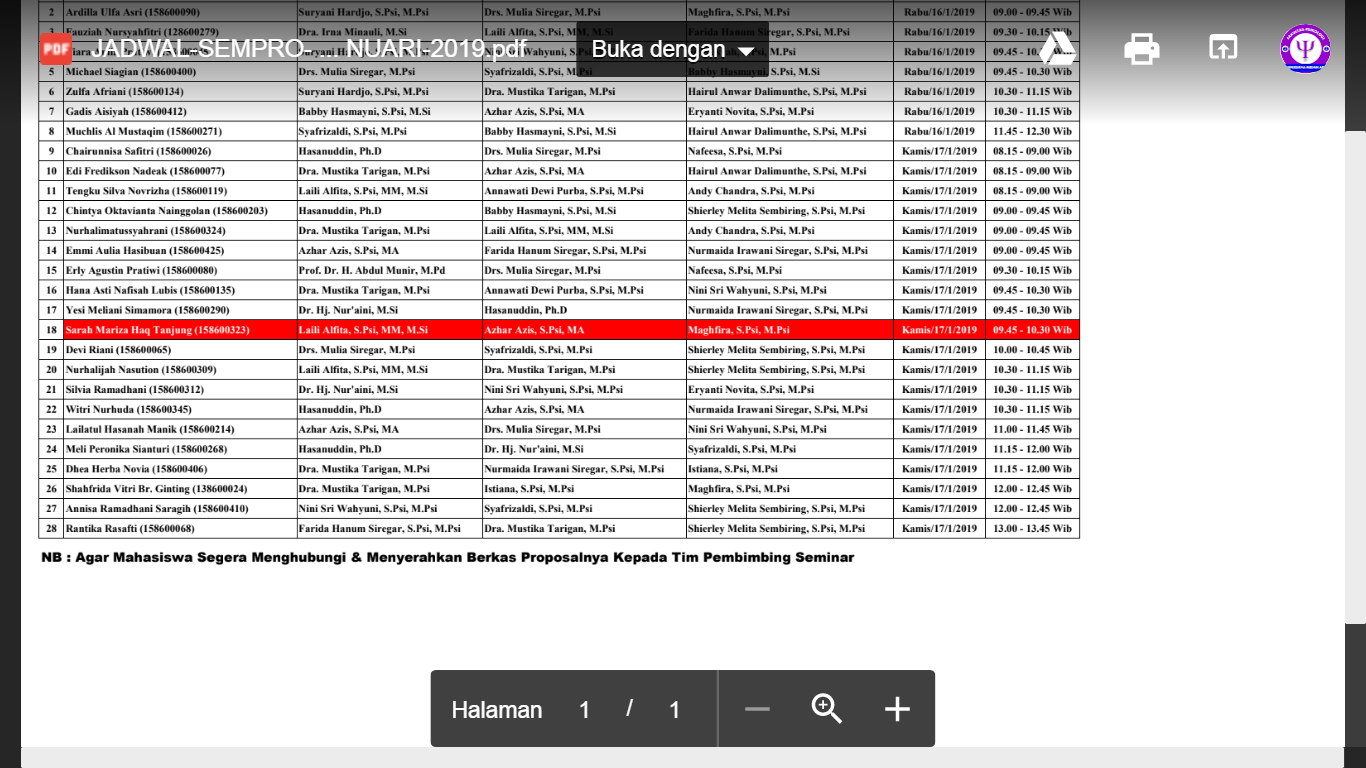 2 Ardilla Ulfa Asri (158600090) Suryani Hardjo, S.Psi, M.Psi Drs. Mulia Siregar, M.Psi Maghfira, S.Psi, M.Psi Rabu/16/1/2019 09.00 - 09.45 Wib
3 Fauziah Nursyahfitri (128600279) Dra. Irna Minauli, M.Si Laili Alfita, S.Psi, MM, M.Si Farida Hanum Siregar, S.Psi, M.Psi Rabu/16/1/2019 09.30 - 10.15 Wib
PDF JADWAL-SEMPRO-...NUARI-2019.pdf Buka dengan
Rabu/16/1/2019 09.45 - 10.
5 Michael Siagian (158600400) Drs. Mulia Siregar, M.Psi Syafrizaldi, S.Psi, M.Psi Babby Hasmayni, S.Psi, M.Si Rabu/16/1/2019 09.45 - 10.30 Wib
6 Zulfa Afriani (158600134) Suryani Hardjo, S.Psi, M.Psi Dra. Mustika Tarigan, M.Psi Hairul Anwar Dalimunthe, S.Psi, M.Psi Rabu/16/1/2019 10.30 - 11.15 Wib
7 Gadis Aisiyah (158600412) Babby Hasmayni, S.Psi, M.Si Azhar Azis, S.Psi, MA Eryanti Novita, S.Psi, M.Psi Rabu/16/1/2019 10.30 - 11.15 Wib
8 Muchlis Al Mustaqim (158600271) Syafrizaldi, S.Psi, M.Psi Babby Hasmayni, S.Psi, M.Si Hairul Anwar Dalimunthe, S.Psi, M.Psi Rabu/16/1/2019 11.45 - 12.30 Wib
9 Chairunnisa Safitri (158600026) Hasanuddin, Ph.D Drs. Mulia Siregar, M.Psi Nafeesa, S.Psi, M.Psi Kamis/17/1/2019 08.15 - 09.00 Wib
10 Edi Fredikson Nadeak (158600077) Dra. Mustika Tarigan, M.Psi Azhar Azis, S.Psi, MA Hairul Anwar Dalimunthe, S.Psi, M.Psi Kamis/17/1/2019 08.15 - 09.00 Wib
11 Tengku Silva Novrizha (158600119) Laili Alfita, S.Psi, MM, M.Si Annawati Dewi Purba, S.Psi, M.Psi Andy Chandra, S.Psi, M.Psi Kamis/17/1/2019 08.15 - 09.00 Wib
12 Chintya Oktavianta Nainggolan (158600203) Hasanuddin, Ph.D Babby Hasmayni, S.Psi, M.Si Shierley Melita Sembiring, S.Psi, M.Psi Kamis/17/1/2019 09.00 - 09.45 Wib
13 Nurhalimatussyahrani (158600324) Dra. Mustika Tarigan, M.Psi Laili Alfita, S.Psi, MM, M.Si Andy Chandra, S.Psi, M.Psi Kamis/17/1/2019 09.00 - 09.45 Wib
14 Emmi Aulia Hasibuan (158600425) Azhar Azis, S.Psi, MA Farida Hanum Siregar, S.Psi, M.Psi Nurmaida Irawani Siregar, S.Psi, M.Psi Kamis/17/1/2019 09.00 - 09.45 Wib
15 Erly Agustin Pratiwi (158600080) Prof. Dr. H. Abdul Munir, M.Pd Drs. Mulia Siregar, M.Psi Nafeesa, S.Psi, M.Psi Kamis/17/1/2019 09.30 - 10.15 Wib
16 Hana Asti Nafisah Lubis (158600135) Dra. Mustika Tarigan, M.Psi Annawati Dewi Purba, S.Psi, M.Psi Nini Sri Wahyuni, S.Psi, M.Psi Kamis/17/1/2019 09.45 - 10.30 Wib
17 Yesi Meliani Simamora (158600290) Dr. Hj. Nur'aini, M.Si Hasanuddin, Ph.D Nurmaida Irawani Siregar, S.Psi, M.Psi Kamis/17/1/2019 09.45 - 10.30 Wib
18 Sarah Mariza Haq Tanjung (158600323) Laili Alfita, S.Psi, MM, M.Si Azhar Azis, S.Psi, MA Maghfira, S.Psi, M.Psi Kamis/17/1/2019 09.45 - 10.30 Wib
19 Devi Riani (158600065) Drs. Mulia Siregar, M.Psi Syafrizaldi, S.Psi, M.Psi Shierley Melita Sembiring, S.Psi, M.Psi Kamis/17/1/2019 10.00 - 10.45 Wib
20 Nurhalijah Nasution (158600309) Laili Alfita, S.Psi, MM, M.Si Dra. Mustika Tarigan, M.Psi Shierley Melita Sembiring, S.Psi, M.Psi Kamis/17/1/2019 10.30 - 11.15 Wib
21 Silvia Ramadhani (158600312) Dr. Hj. Nur'aini, M.Si Nini Sri Wahyuni, S.Psi, M.Psi Eryanti Novita, S.Psi, M.Psi Kamis/17/1/2019 10.30 - 11.15 Wib
22 Witri Nurhuda (158600345) Hasanuddin, Ph.D Azhar Azis, S.Psi, MA Nurmaida Irawani Siregar, S.Psi, M.Psi Kamis/17/1/2019 10.30 - 11.15 Wib
23 Lailatul Hasanah Manik (158600214) Azhar Azis, S.Psi, MA Drs. Mulia Siregar, M.Psi Nini Sri Wahyuni, S.Psi, M.Psi Kamis/17/1/2019 11.00 - 11.45 Wib
24 Meli Peronika Sianturi (158600268) Hasanuddin, Ph.D Dr. Hj. Nur'aini, M.Si Syafrizaldi, S.Psi, M.Psi Kamis/17/1/2019 11.15 - 12.00 Wib
25 Dhea Herba Novia (158600406) Dra. Mustika Tarigan, M.Psi Nurmaida Irawani Siregar, S.Psi, M.Psi Istiana, S.Psi, M.Psi Kamis/17/1/2019 11.15 - 12.00 Wib
26 Shahfrida Vitri Br. Ginting (138600024) Dra. Mustika Tarigan, M.Psi Istiana, S.Psi, M.Psi Maghfira, S.Psi, M.Psi Kamis/17/1/2019 12.00 - 12.45 Wib
27 Annisa Ramadhani Saragih (158600410) Nini Sri Wahyuni, S.Psi, M.Psi Syafrizaldi, S.Psi, M.Psi Shierley Melita Sembiring, S.Psi, M.Psi Kamis/17/1/2019 12.00 - 12.45 Wib
28 Rantika Rasafti (158600068) Farida Hanum Siregar, S.Psi, M.Psi Dra. Mustika Tarigan, M.Psi Shierley Melita Sembiring, S.Psi, M.Psi Kamis/17/1/2019 13.00 - 13.45 Wib
NB : Agar Mahasiswa Segera Menghubungi & Menyerahkan Berkas Proposalnya Kepada Tim Pembimbing Seminar
Halaman 1 / 1